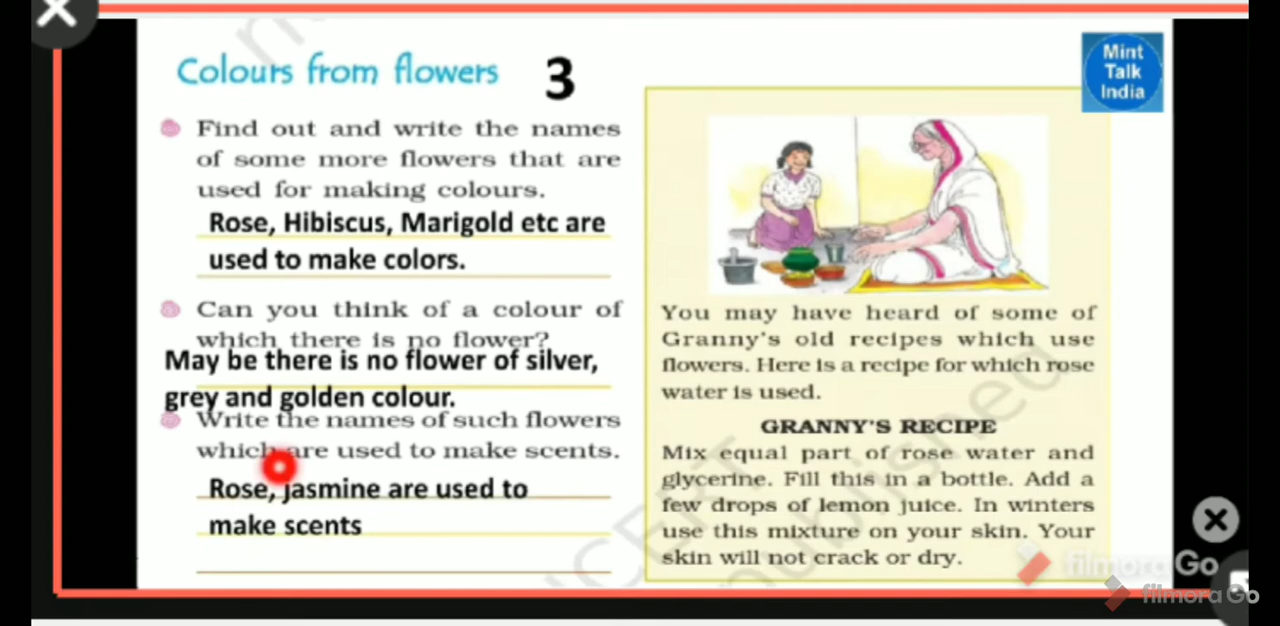 Colours from flowers 3
Mint
Talk
India
Find out and write the names
of some more flowers that are
used for making colours.
Rose, Hibiscus, Marigold etc are
used to make colors.
Can you think of a colour of
which there is no flower?
May be there is no flower of silver,
grey and golden colour.
Write the names of such flowers
which are used to make scents.
Rose, jasmine are used to
make scents
You may have heard of some of
Granny's old recipes which use
flowers. Here is a recipe for which rose
water is used.
GRANNY'S RECIPE
Mix equal part of rose water and
glycerine. Fill this in a bottle. Add a
few drops of lemon juice. In winters
use this mixture on your skin. Your
skin will not crack or dry.
filmora Go
filmora Go